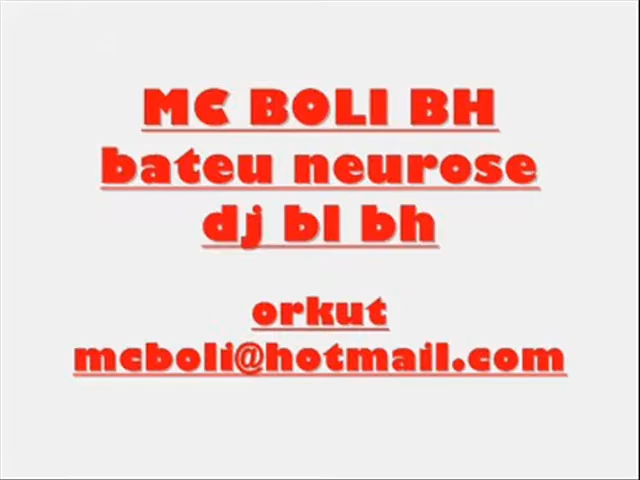 MC BOLI BH
bateu neurose
dj bl bh
orkut
mcboli@hotmail.com